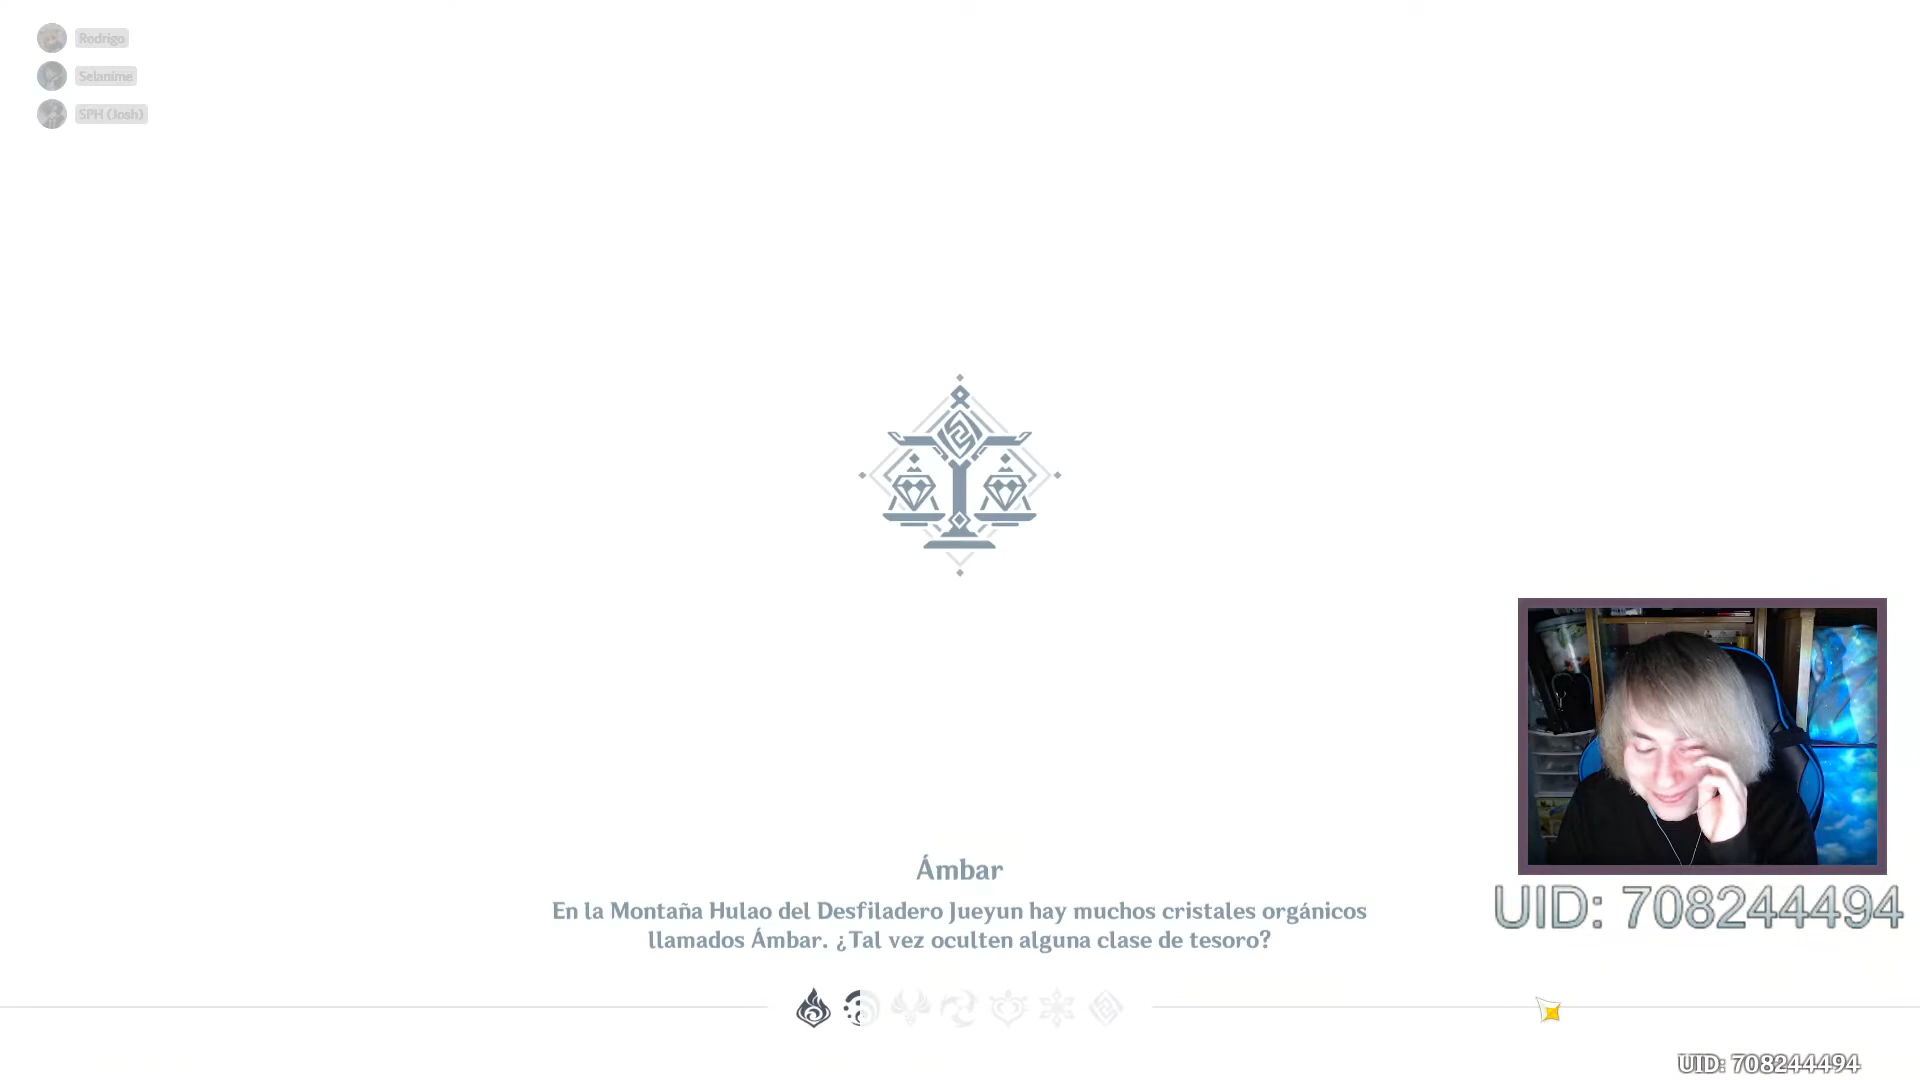 Rodrigo
Selanime
SPH (Josh)
Ámbar
En la Montaña Hulao del Desfiladero Jueyun hay muchos cristales orgánicos
llamados Ámbar. ¿Tal vez oculten alguna clase de tesoro?
UID: 708244494
UID: 708244494